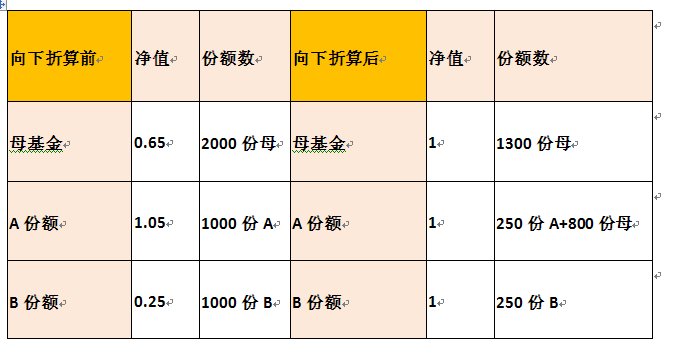 向下折算前 净值 份额数 向下折算后 净值 份额数
母基金 0.65 2000 份母 母基金 1 1300 份母
A 份额 1.05 1000 份 A A 份额 1 250 份 A+800 份母
B 份额 0.25 1000 份 B B 份额 1 250 份 B